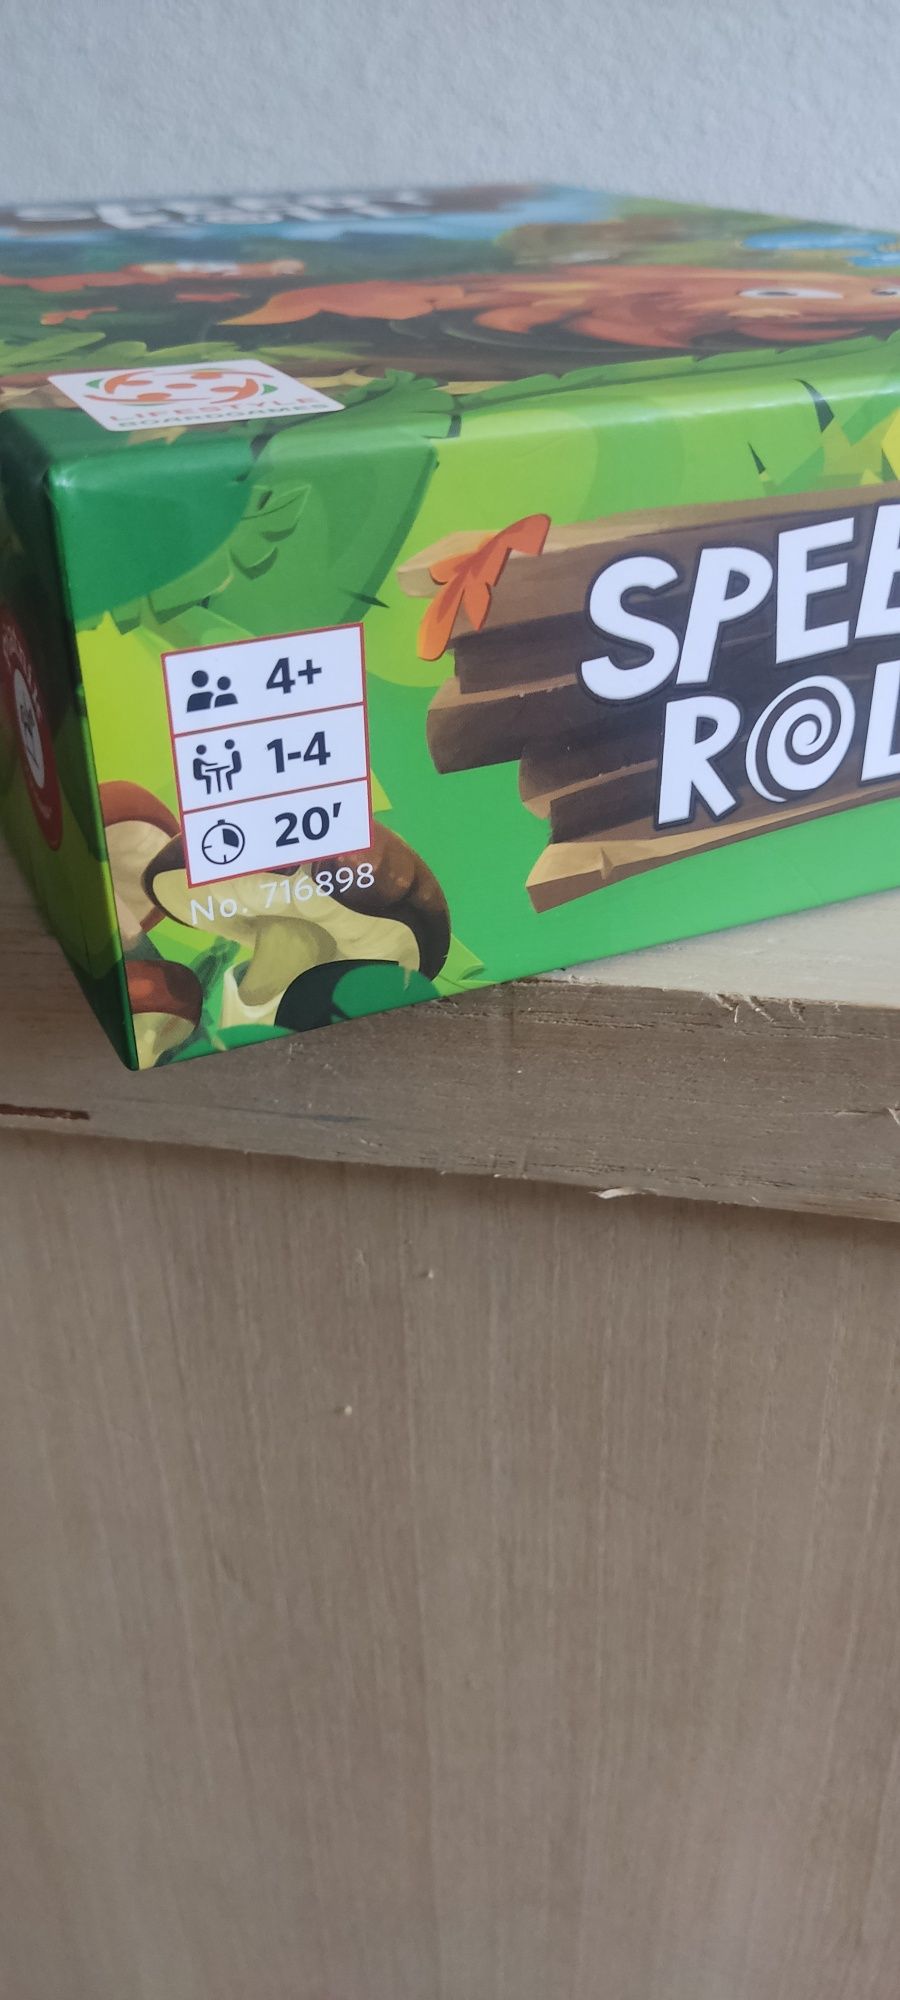 LIFESTYLE
BOARDGAMES
4+
1-4
20'
No. 716898
SPEE
ROL